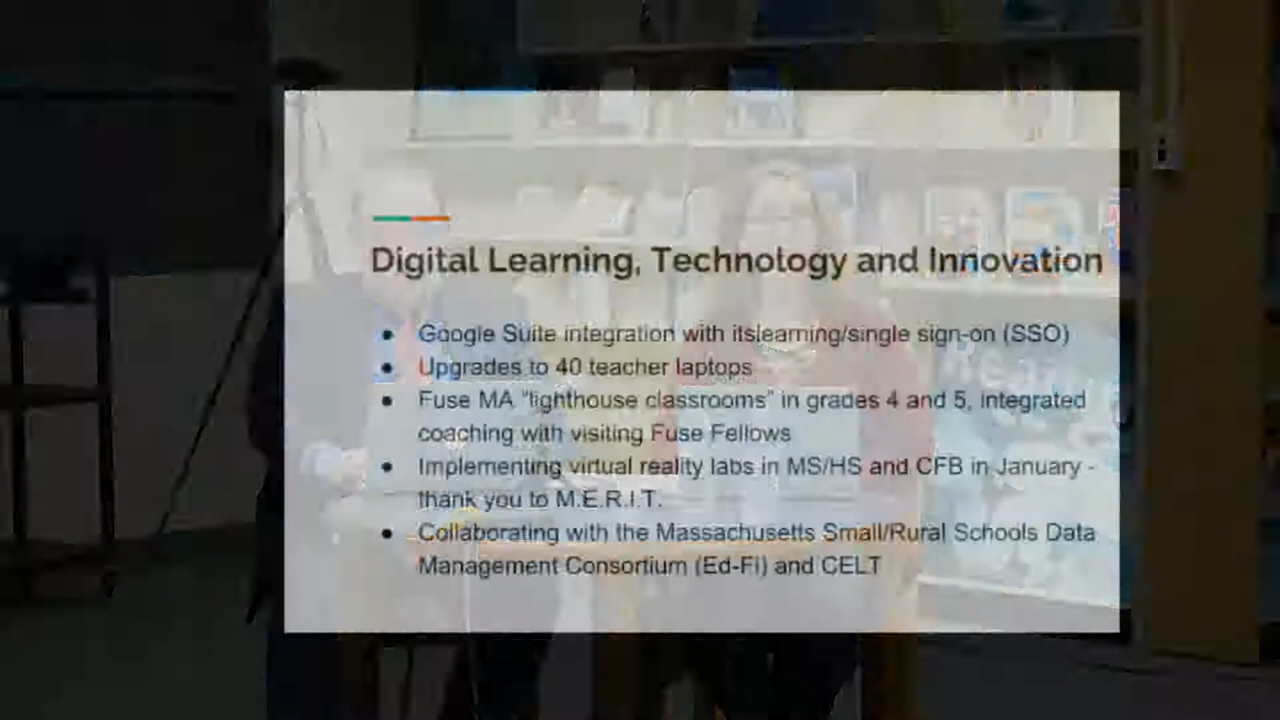 Digital Learning, Technology and Innovation
● Google Suite integration with itslearning/single sign-on (SSO)
● Upgrades to 40 teacher laptops
● Fuse MA "lighthouse classrooms" in grades 4 and 5, integrated
coaching with visiting Fuse Fellows
● Implementing virtual reality labs in MS/HS and CFB in January -
thank you to M.E.R.I.T.
● Collaborating with the Massachusetts Small/Rural Schools Data
Management Consortium (Ed-Fi) and CELT